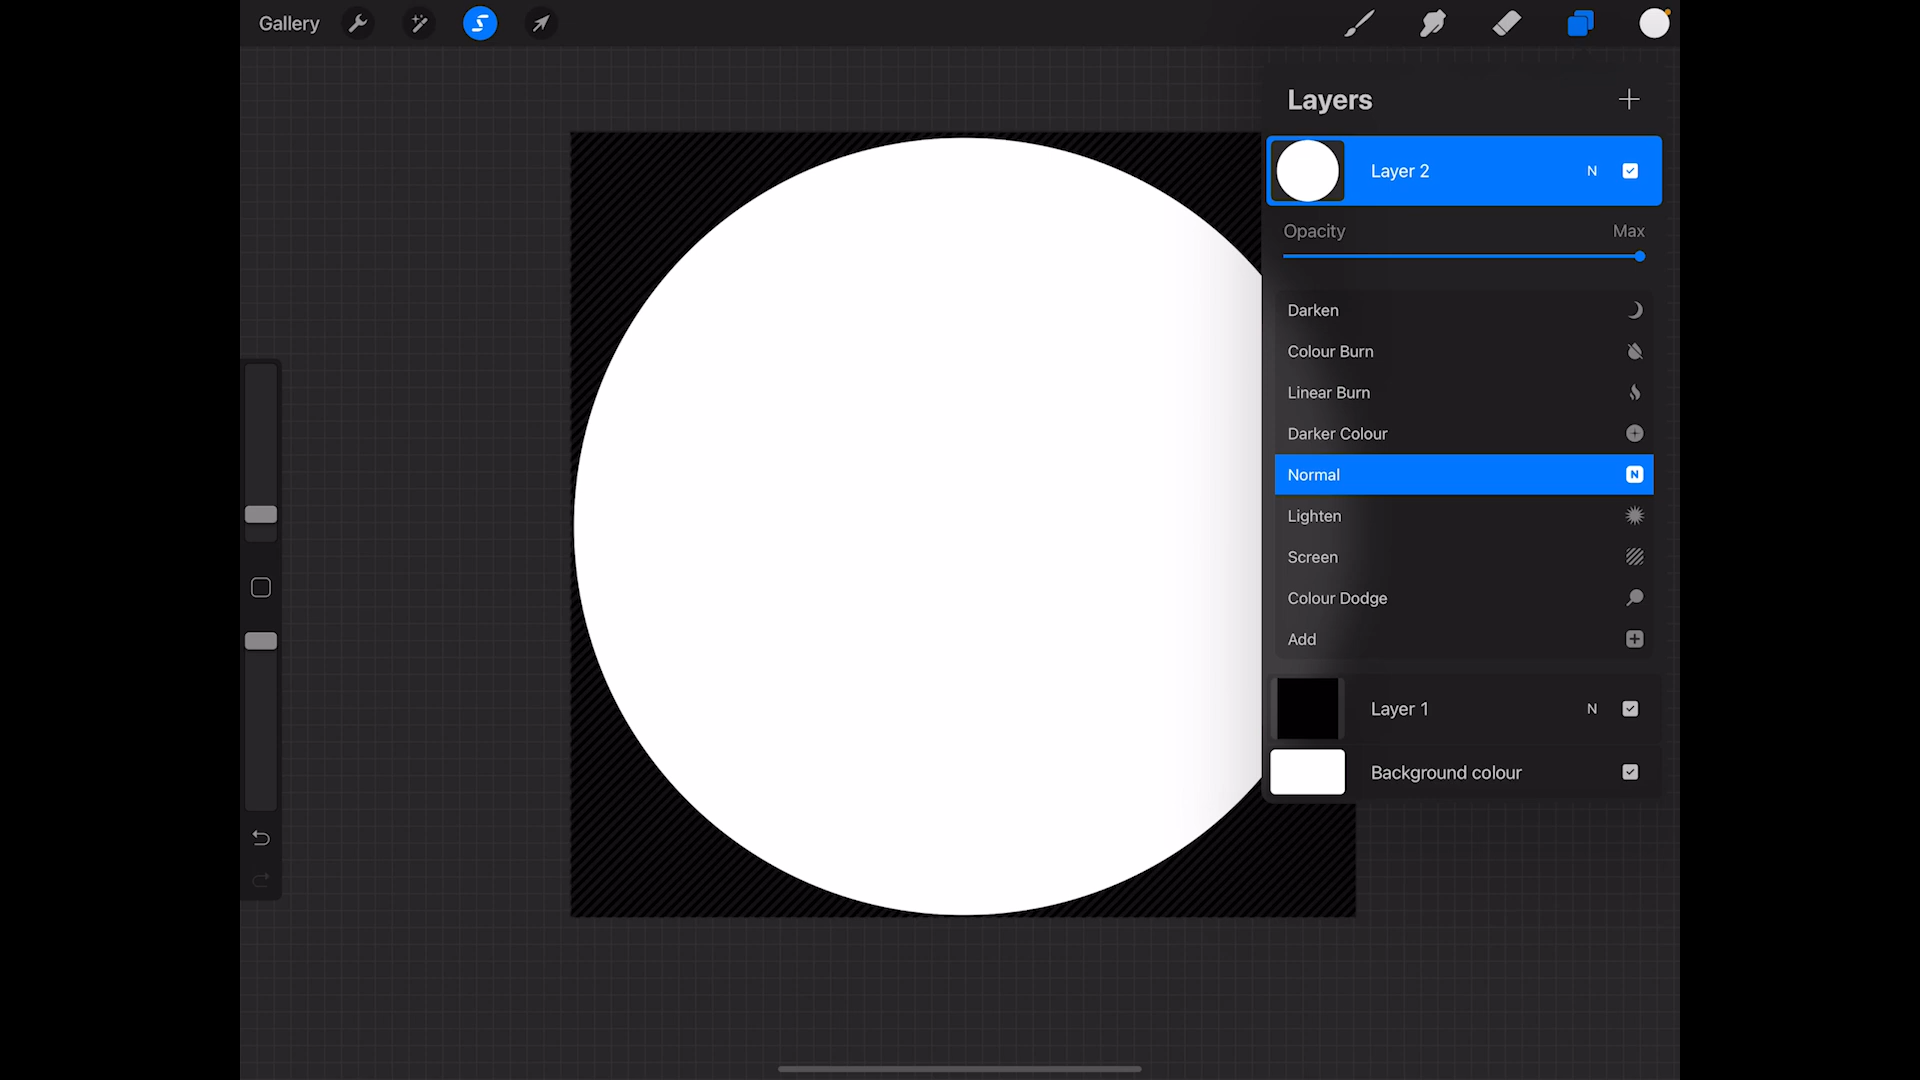 Gallery
Layers
Layer 2 N
Opacity Max
Darken
Colour Burn
Linear Burn
Darker Colour
Normal N
Lighten
Screen
Colour Dodge
Add
Layer 1 N
Background colour